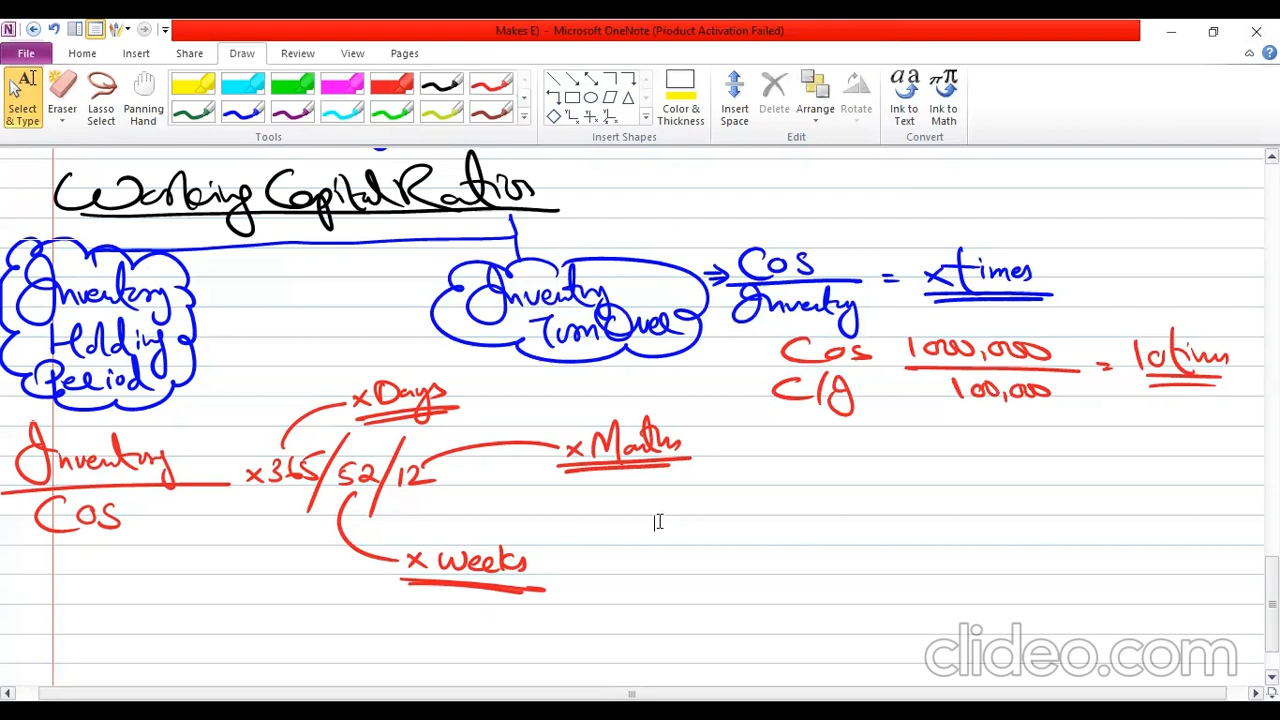 Makes E) - Microsoft OneNote (Product Activation Failed)
File Home Insert Share Draw Review View Pages
Select & Type
Eraser
Lasso Select
Panning Hand
Color & Thickness
Insert Space
Delete
Arrange
Rotate
Ink to Text
Ink to Math
Tools
Insert Shapes
Edit
Convert
Working Capital Ratios
Inventory
Holding
Period
Inventory
TurnOver
COS
Inventory
= x times
COS 1000,000 = 10 times
C/g 100,000
x Days
Inventory
COS
x 365/52/12
x Months
x weeks
clideo.com